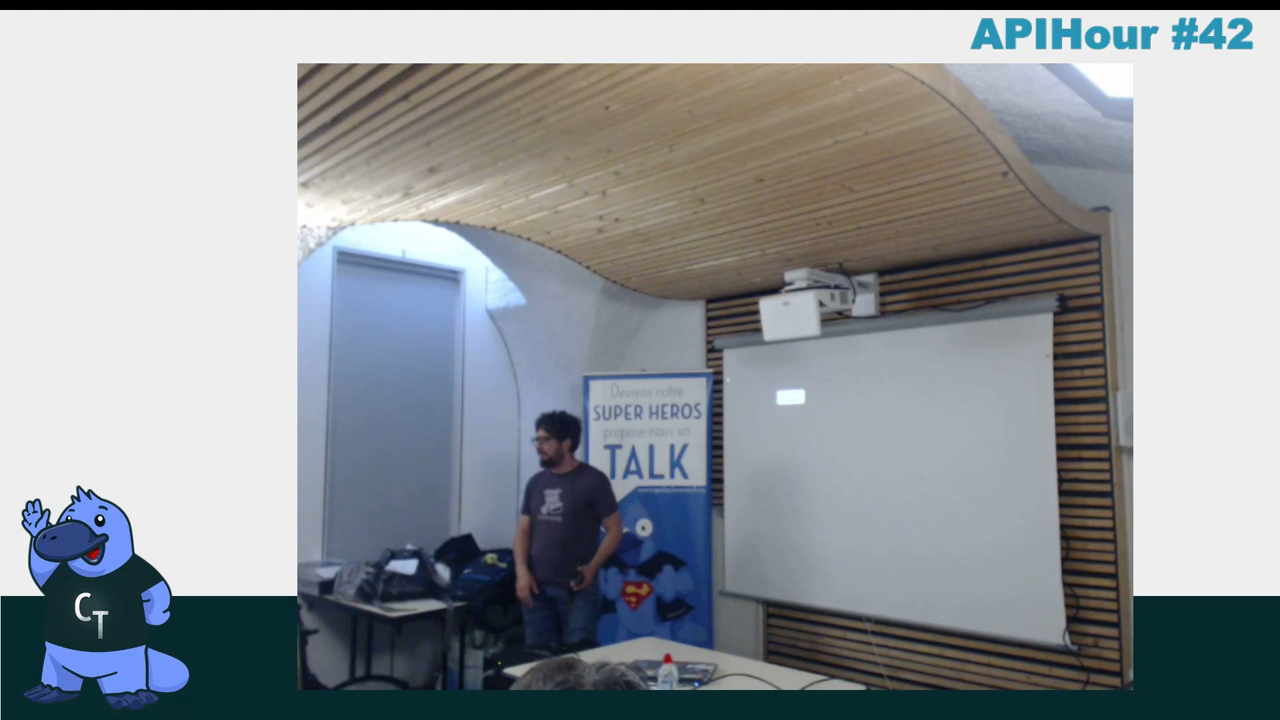 APIHour #42
Deviens notre
SUPER HEROS
propose-nous un
TALK
CT